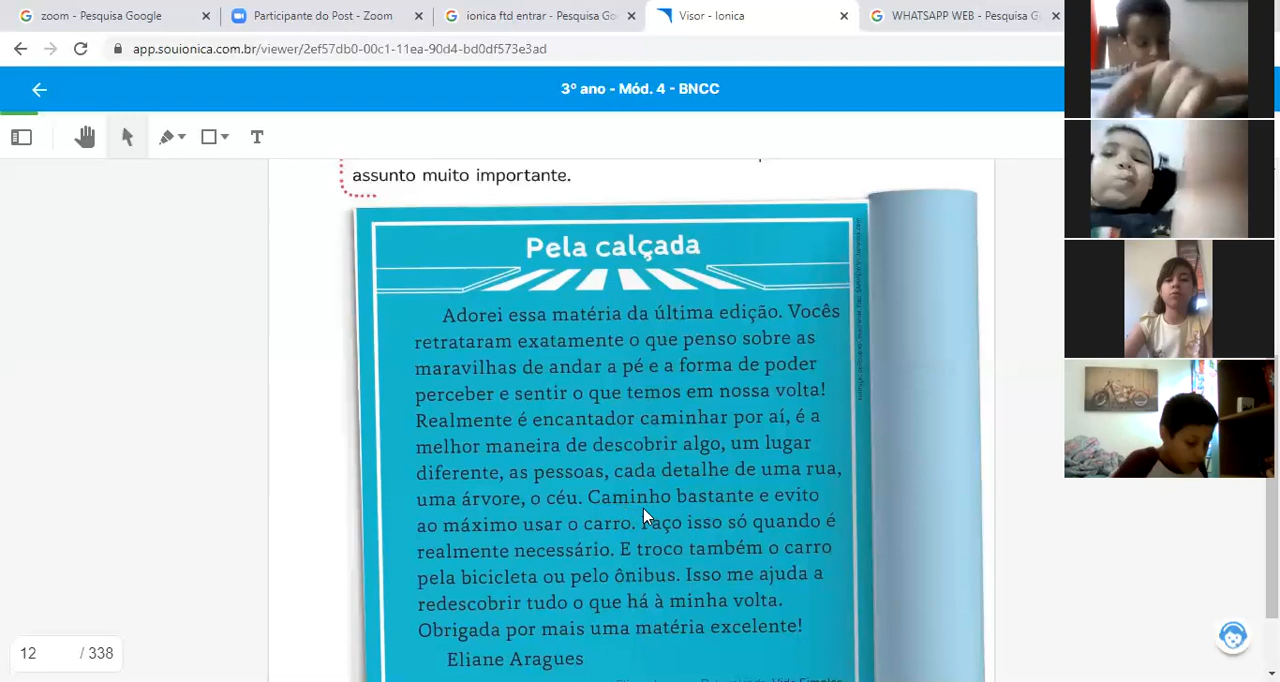 zoom - Pesquisa Google
Participante do Post - Zoom
ionica ftd entrar - Pesquisa Go
Visor - Ionica
WHATSAPP WEB - Pesquisa G
app.souionica.com.br/viewer/2ef57db0-00c1-11ea-90d4-bd0df573e3ad
3º ano - Mód. 4 - BNCC
T
assunto muito importante.
Pela calçada
Adorei essa matéria da última edição. Vocês
retrataram exatamente o que penso sobre as
maravilhas de andar a pé e a forma de poder
perceber e sentir o que temos em nossa volta!
Realmente é encantador caminhar por aí, é a
melhor maneira de descobrir algo, um lugar
diferente, as pessoas, cada detalhe de uma rua,
uma árvore, o céu. Caminho bastante e evito
ao máximo usar o carro. Faço isso só quando é
realmente necessário. E troco também o carro
pela bicicleta ou pelo ônibus. Isso me ajuda a
redescobrir tudo o que há à minha volta.
Obrigada por mais uma matéria excelente!
Eliane Aragues
12 / 338